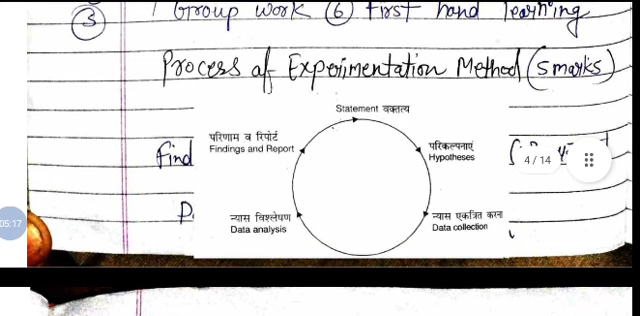 ③ Group work ⑥ first hand learning
Process of Experimentation Method (5 marks)
Statement वक्तत्य
परिणाम व रिपोर्ट
Findings and Report
परिकल्पनाएं
Hypotheses
Find
4 / 14
न्यास विश्लेषण
Data analysis
न्यास एकत्रित करना
Data collection
05:17